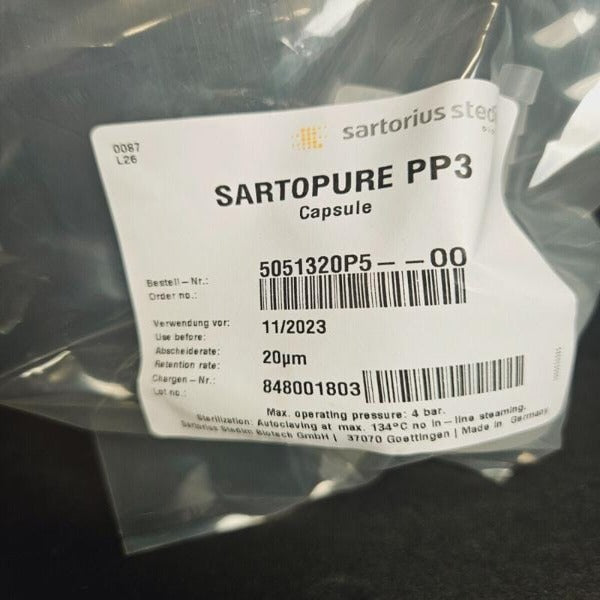 0087
L26
sartorius sted
SARTOPURE PP3
Capsule
Bestell-Nr.:
Order no.:
5051320P5--00
Verwendung vor:
Use before:
11/2023
Abscheiderate:
Retention rate:
20µm
Chargen-Nr.:
Lot no.:
848001803
Max. operating pressure: 4 bar.
Sterilization: Autoclaving at max. 134°C no in-line steaming.
Sartorius Stedim Biotech GmbH | 37070 Goettingen | Made in Germany